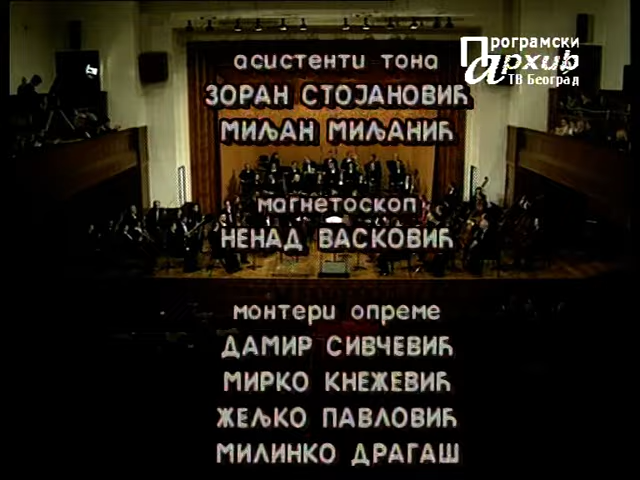 Програмски
архив
ТВ Београд
асистенти тона
ЗОРАН СТОЈАНОВИЋ
МИЉАН МИЉАНИЋ
магнетоскоп
НЕНАД ВАСКОВИЋ
монтери опреме
ДАМИР СИВЧЕВИЋ
МИРКО КНЕЖЕВИЋ
ЖЕЉКО ПАВЛОВИЋ
МИЛИНКО ДРАГАШ